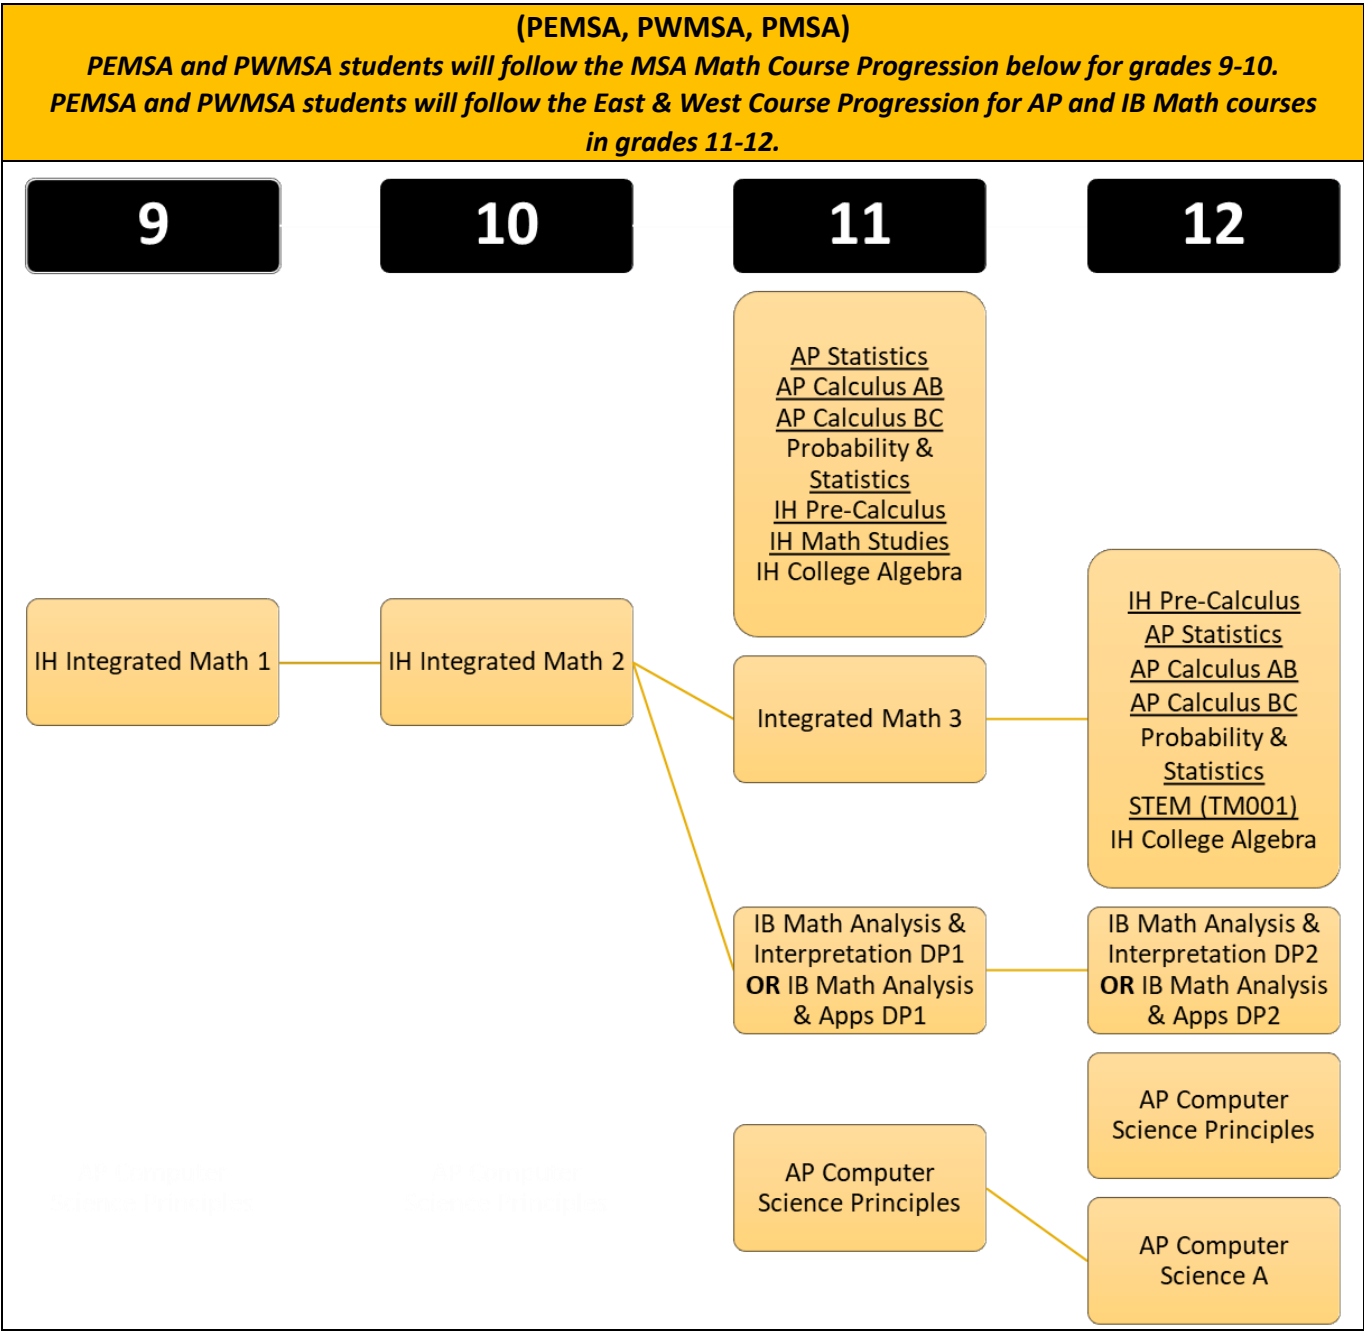 (PEMSA, PWMSA, PMSA)
PEMSA and PWMSA students will follow the MSA Math Course Progression below for grades 9-10.
PEMSA and PWMSA students will follow the East & West Course Progression for AP and IB Math courses
in grades 11-12.
9
10
11
12
AP Statistics
AP Calculus AB
AP Calculus BC
Probability &
Statistics
IH Pre-Calculus
IH Math Studies
IH College Algebra
IH Integrated Math 1
IH Integrated Math 2
Integrated Math 3
IH Pre-Calculus
AP Statistics
AP Calculus AB
AP Calculus BC
Probability &
Statistics
STEM (TM001)
IH College Algebra
IB Math Analysis &
Interpretation DP1
OR IB Math Analysis
& Apps DP1
IB Math Analysis &
Interpretation DP2
OR IB Math Analysis
& Apps DP2
AP Computer
Science Principles
AP Computer
Science Principles
AP Computer
Science A